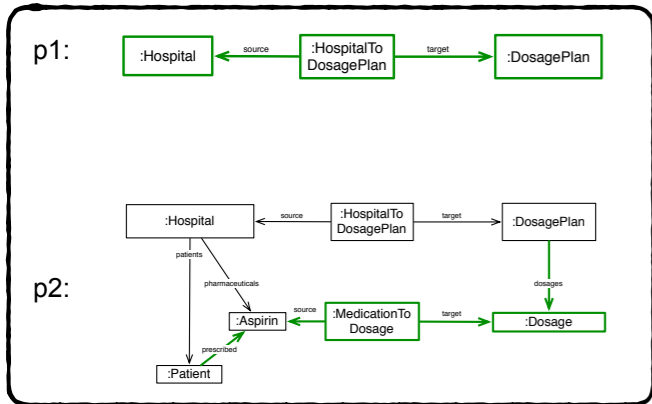 p1:
:Hospital
source
:HospitalTo
DosagePlan
target
:DosagePlan
:Hospital
source
:HospitalTo
DosagePlan
target
:DosagePlan
patients
pharmaceuticals
dosages
p2:
:Aspirin
source
:MedicationTo
Dosage
target
:Dosage
prescribed
:Patient